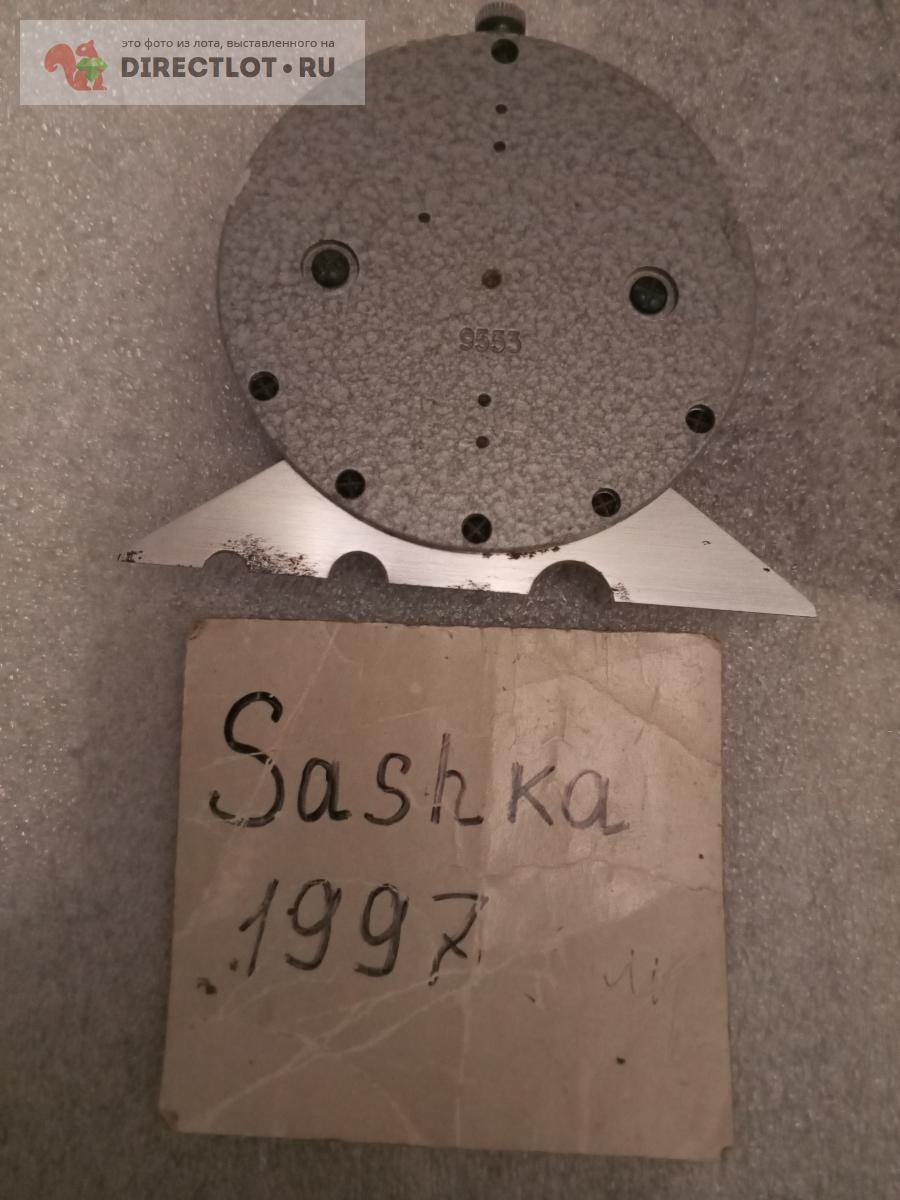 это фото из лота, выставленного на
DIRECTLOT•RU
9553
Sashka
1997